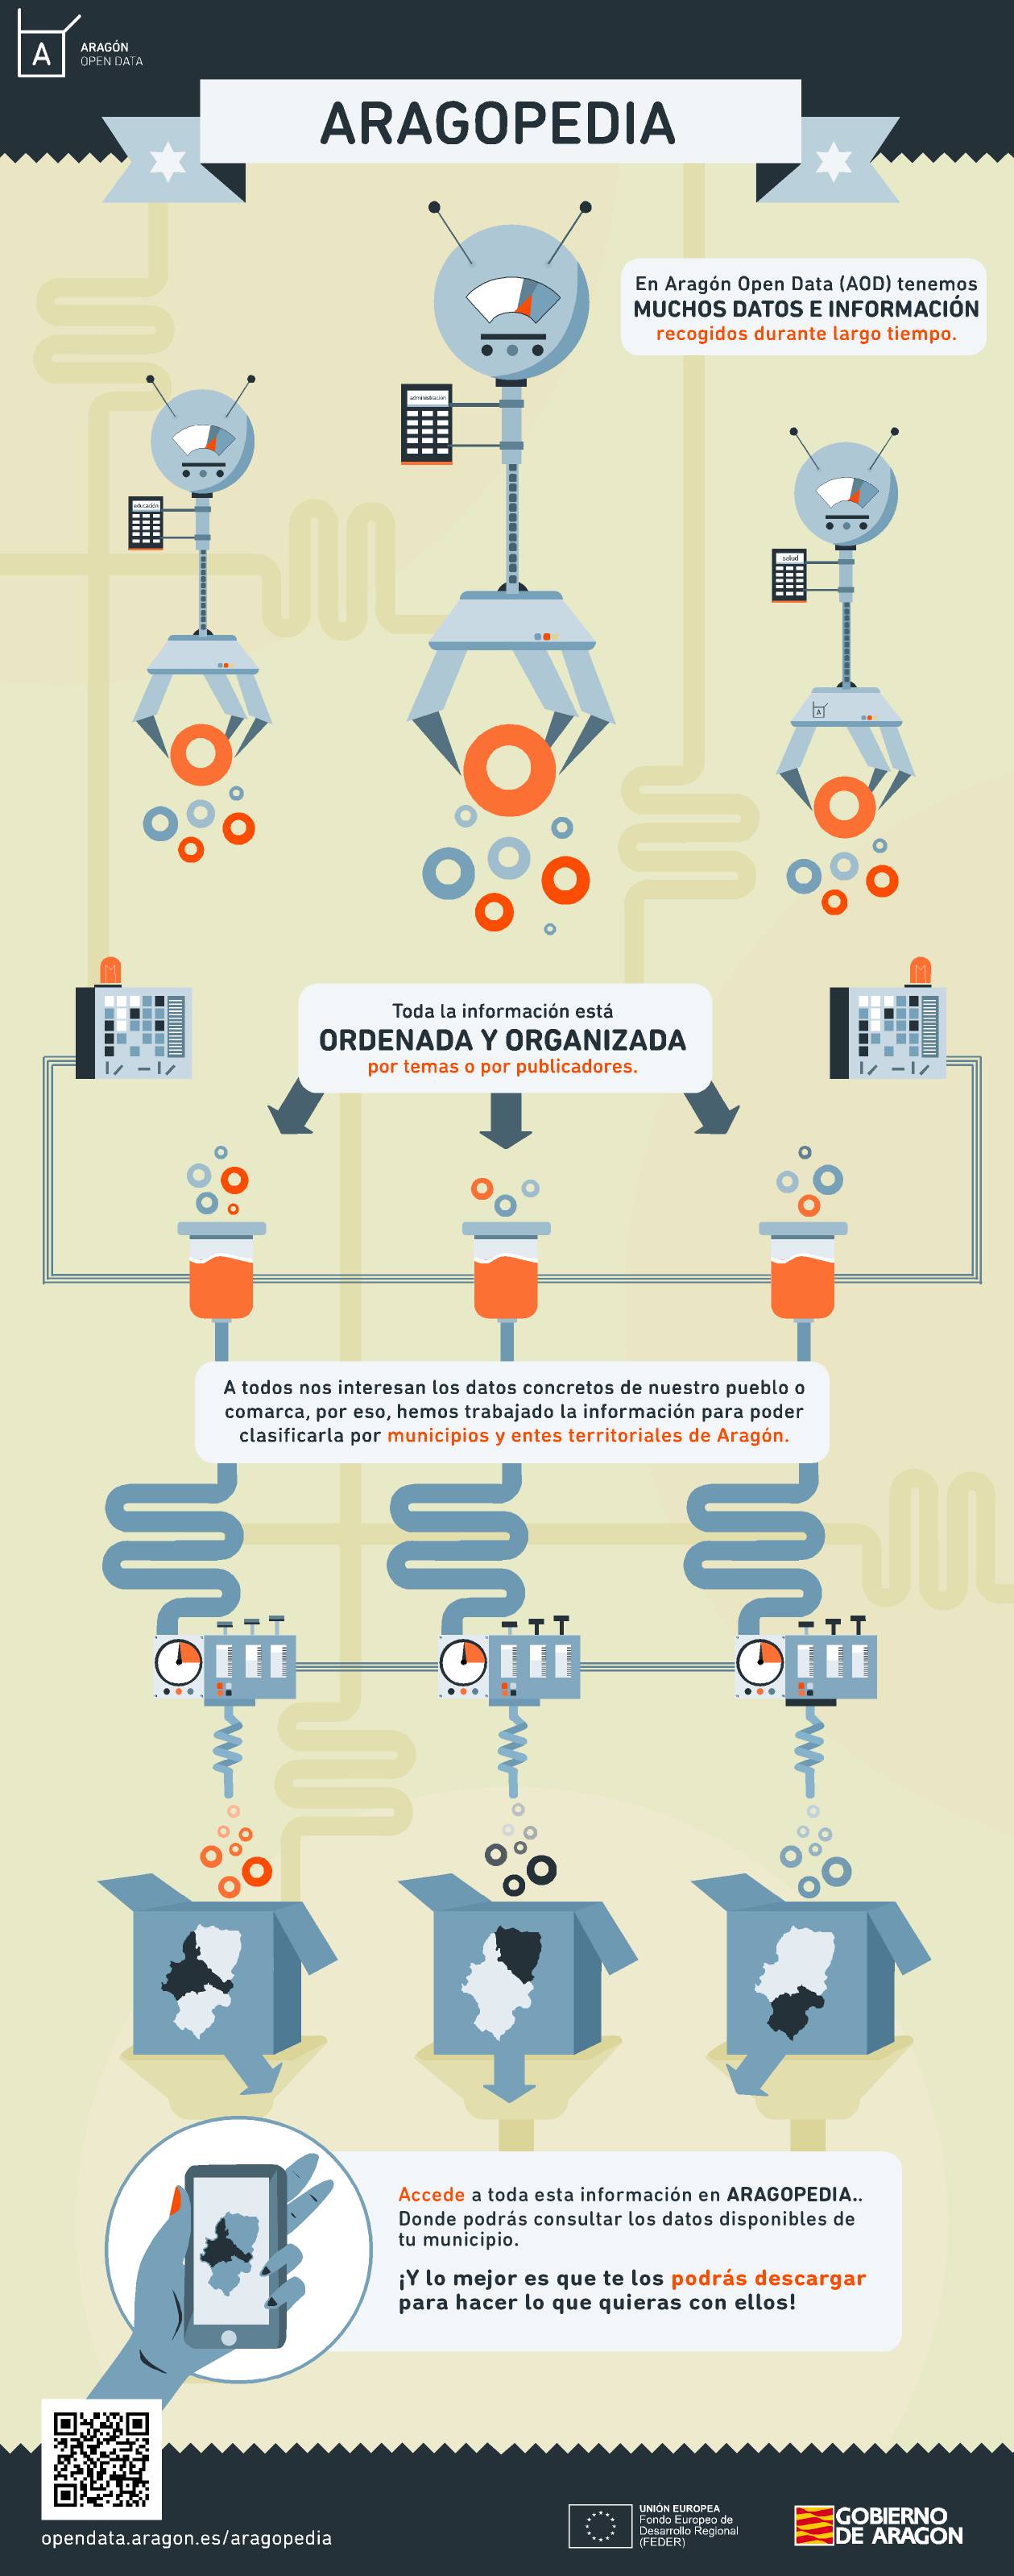 A
ARAGÓN
OPEN DATA
ARAGOPEDIA
En Aragón Open Data (AOD) tenemos
MUCHOS DATOS E INFORMACIÓN
recogidos durante largo tiempo.
administración
educación
salud
A
Toda la información está
ORDENADA Y ORGANIZADA
por temas o por publicadores.
A todos nos interesan los datos concretos de nuestro pueblo o
comarca, por eso, hemos trabajado la información para poder
clasificarla por municipios y entes territoriales de Aragón.
Accede a toda esta información en ARAGOPEDIA..
Donde podrás consultar los datos disponibles de
tu municipio.
¡Y lo mejor es que te los podrás descargar
para hacer lo que quieras con ellos!
opendata.aragon.es/aragopedia
UNIÓN EUROPEA
Fondo Europeo de
Desarrollo Regional
(FEDER)
GOBIERNO
DE ARAGON